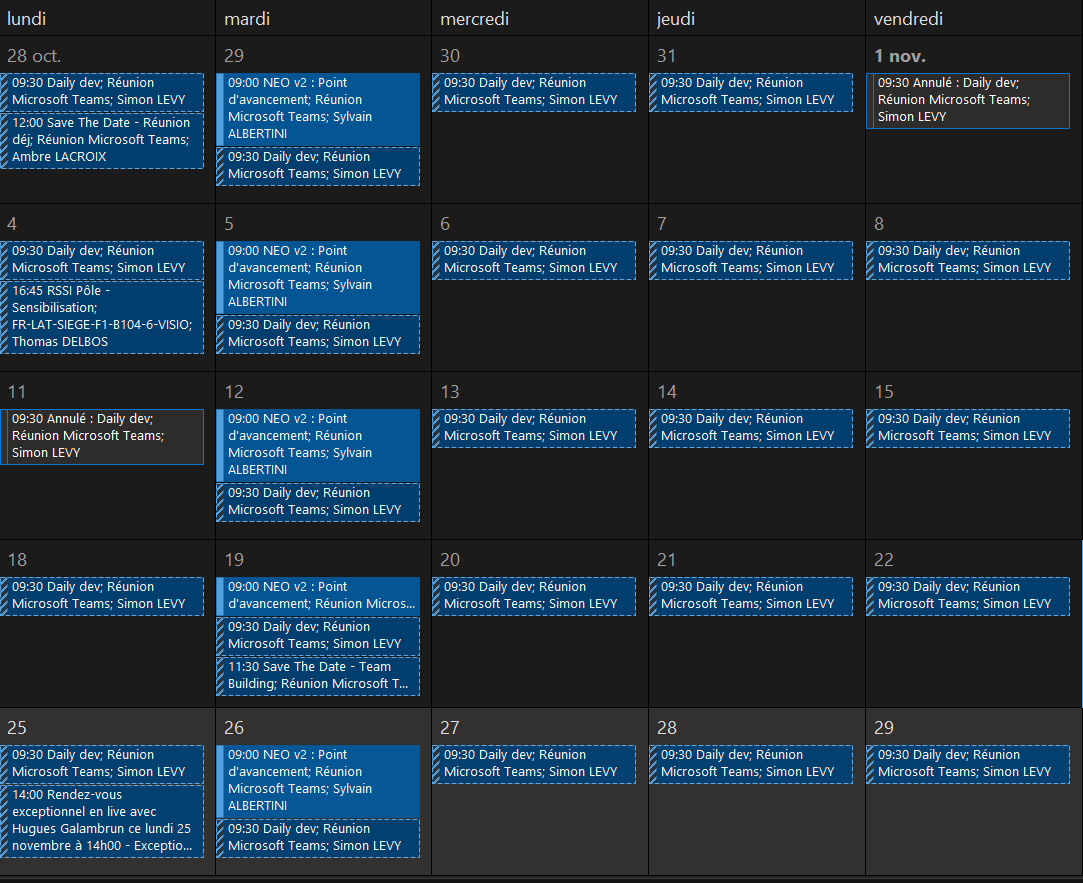 lundi
mardi
mercredi
jeudi
vendredi
28 oct.
09:30 Daily dev; Réunion
Microsoft Teams; Simon LEVY
12:00 Save The Date - Réunion
déj; Réunion Microsoft Teams;
Ambre LACROIX
29
09:00 NEO v2 : Point
d'avancement; Réunion
Microsoft Teams; Sylvain
ALBERTINI
09:30 Daily dev; Réunion
Microsoft Teams; Simon LEVY
30
09:30 Daily dev; Réunion
Microsoft Teams; Simon LEVY
31
09:30 Daily dev; Réunion
Microsoft Teams; Simon LEVY
1 nov.
09:30 Annulé : Daily dev;
Réunion Microsoft Teams;
Simon LEVY
4
09:30 Daily dev; Réunion
Microsoft Teams; Simon LEVY
16:45 RSSI Pôle -
Sensibilisation;
FR-LAT-SIEGE-F1-B104-6-VISIO;
Thomas DELBOS
5
09:00 NEO v2 : Point
d'avancement; Réunion
Microsoft Teams; Sylvain
ALBERTINI
09:30 Daily dev; Réunion
Microsoft Teams; Simon LEVY
6
09:30 Daily dev; Réunion
Microsoft Teams; Simon LEVY
7
09:30 Daily dev; Réunion
Microsoft Teams; Simon LEVY
8
09:30 Daily dev; Réunion
Microsoft Teams; Simon LEVY
11
09:30 Annulé : Daily dev;
Réunion Microsoft Teams;
Simon LEVY
12
09:00 NEO v2 : Point
d'avancement; Réunion
Microsoft Teams; Sylvain
ALBERTINI
09:30 Daily dev; Réunion
Microsoft Teams; Simon LEVY
13
09:30 Daily dev; Réunion
Microsoft Teams; Simon LEVY
14
09:30 Daily dev; Réunion
Microsoft Teams; Simon LEVY
15
09:30 Daily dev; Réunion
Microsoft Teams; Simon LEVY
18
09:30 Daily dev; Réunion
Microsoft Teams; Simon LEVY
19
09:00 NEO v2 : Point
d'avancement; Réunion Micros...
09:30 Daily dev; Réunion
Microsoft Teams; Simon LEVY
11:30 Save The Date - Team
Building; Réunion Microsoft T...
20
09:30 Daily dev; Réunion
Microsoft Teams; Simon LEVY
21
09:30 Daily dev; Réunion
Microsoft Teams; Simon LEVY
22
09:30 Daily dev; Réunion
Microsoft Teams; Simon LEVY
25
09:30 Daily dev; Réunion
Microsoft Teams; Simon LEVY
14:00 Rendez-vous
exceptionnel en live avec
Hugues Galambrun ce lundi 25
novembre à 14h00 - Exceptio...
26
09:00 NEO v2 : Point
d'avancement; Réunion
Microsoft Teams; Sylvain
ALBERTINI
09:30 Daily dev; Réunion
Microsoft Teams; Simon LEVY
27
09:30 Daily dev; Réunion
Microsoft Teams; Simon LEVY
28
09:30 Daily dev; Réunion
Microsoft Teams; Simon LEVY
29
09:30 Daily dev; Réunion
Microsoft Teams; Simon LEVY